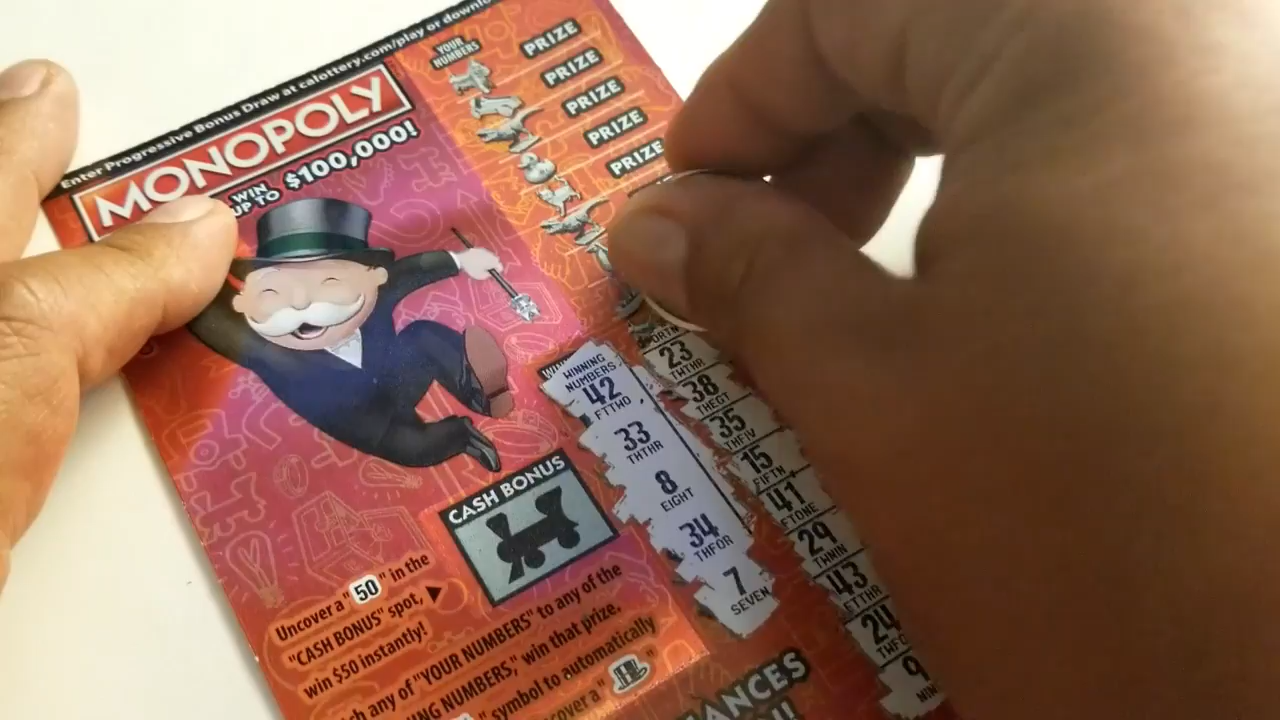 Enter Progressive Bonus Draw at calottery.com/play or downlo
MONOPOLY
WIN
UP TO $100,000!
YOUR
NUMBERS
PRIZE
PRIZE
PRIZE
PRIZE
PRIZE
WINNING
NUMBERS
42
FTTWO
33
THTHR
8
EIGHT
34
THFOR
7
SEVEN
23
TWTHR
38
THEGT
35
THFIV
15
FIFTN
41
FTONE
29
TWNIN
43
FTTHR
24
9
CASH BONUS
Uncover a "50" in the
"CASH BONUS" spot,
win $50 instantly!
any of "YOUR NUMBERS" to any of the
NUMBERS," win that prize.
" symbol to automatically